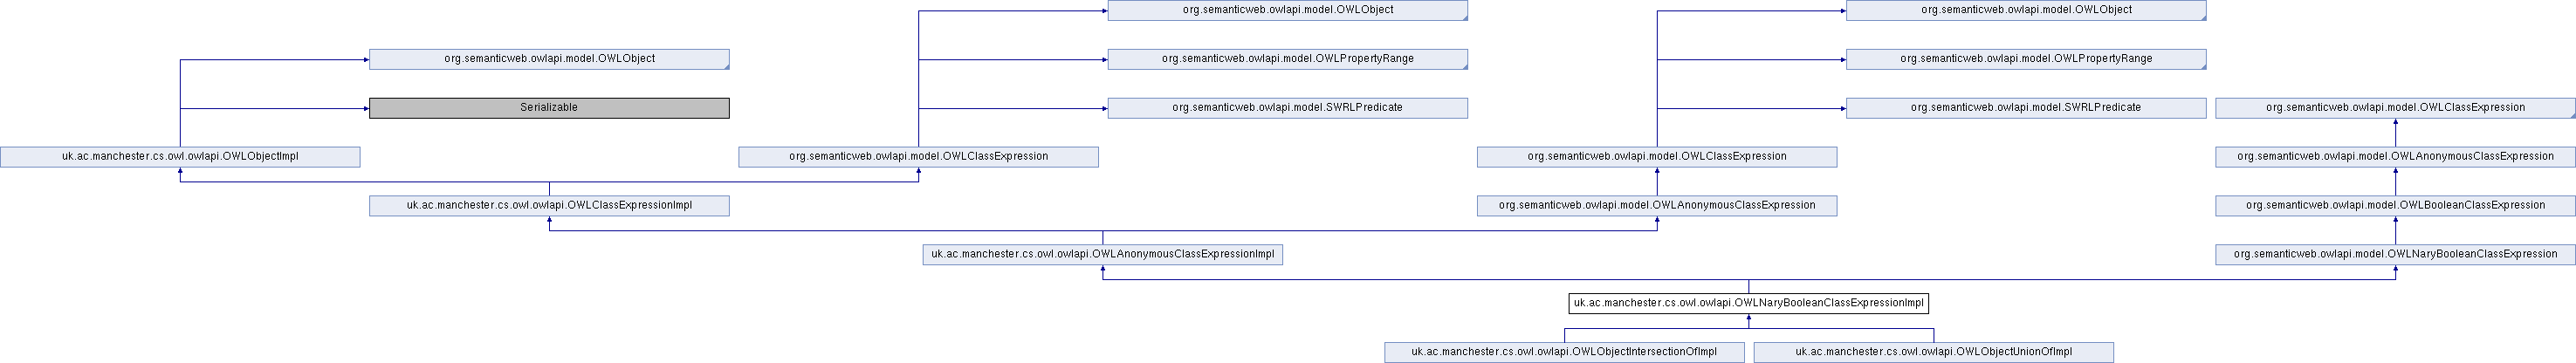 org.semanticweb.owlapi.model.OWLObject
org.semanticweb.owlapi.model.OWLObject
org.semanticweb.owlapi.model.OWLObject
org.semanticweb.owlapi.model.OWLPropertyRange
org.semanticweb.owlapi.model.OWLPropertyRange
Serializable
org.semanticweb.owlapi.model.SWRLPredicate
org.semanticweb.owlapi.model.SWRLPredicate
org.semanticweb.owlapi.model.OWLClassExpression
uk.ac.manchester.cs.owl.owlapi.OWLObjectImpl
org.semanticweb.owlapi.model.OWLClassExpression
org.semanticweb.owlapi.model.OWLClassExpression
org.semanticweb.owlapi.model.OWLAnonymousClassExpression
uk.ac.manchester.cs.owl.owlapi.OWLClassExpressionImpl
org.semanticweb.owlapi.model.OWLAnonymousClassExpression
org.semanticweb.owlapi.model.OWLBooleanClassExpression
uk.ac.manchester.cs.owl.owlapi.OWLAnonymousClassExpressionImpl
org.semanticweb.owlapi.model.OWLNaryBooleanClassExpression
uk.ac.manchester.cs.owl.owlapi.OWLNaryBooleanClassExpressionImpl
uk.ac.manchester.cs.owl.owlapi.OWLObjectIntersectionOfImpl
uk.ac.manchester.cs.owl.owlapi.OWLObjectUnionOfImpl